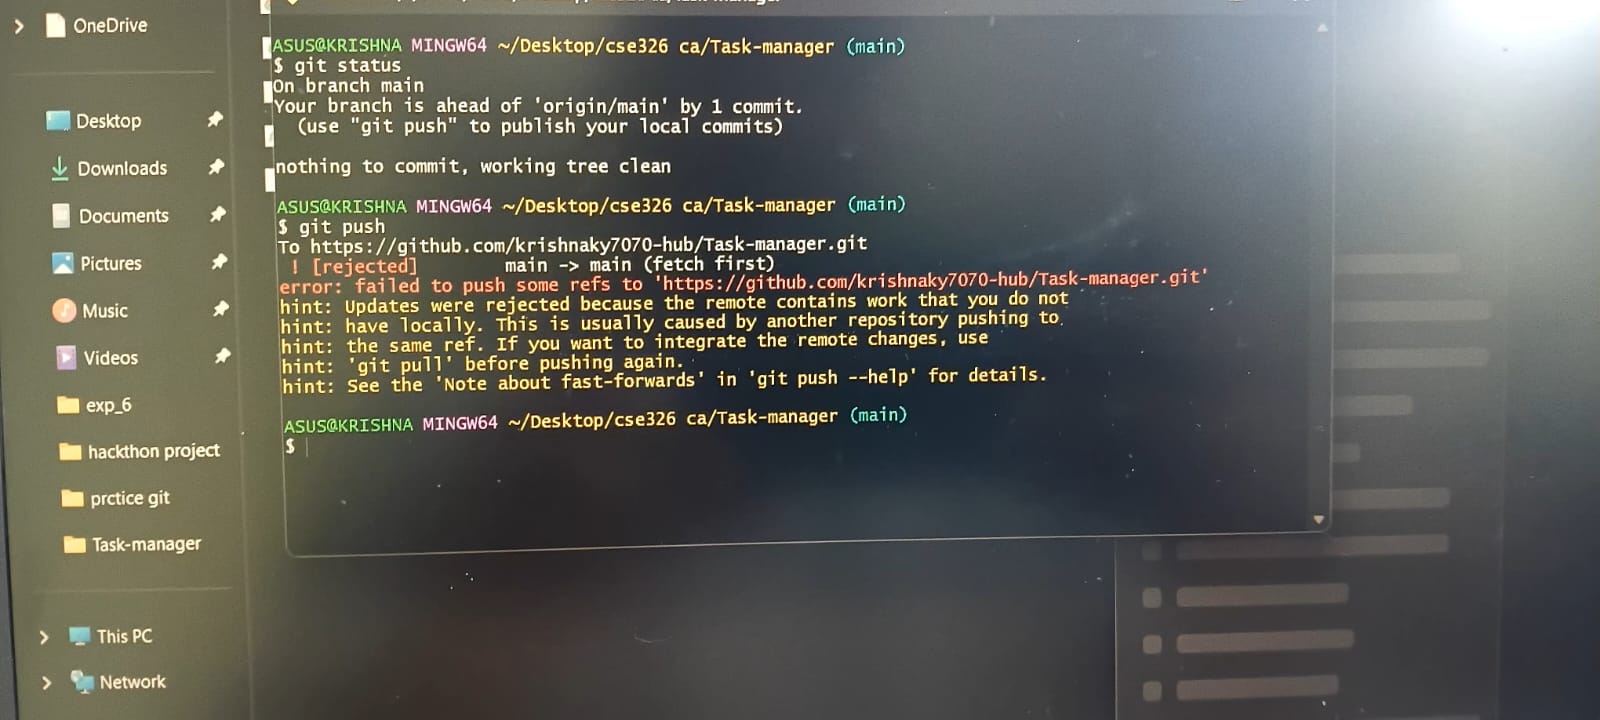 OneDrive
Desktop
Downloads
Documents
Pictures
Music
Videos
exp_6
hackthon project
prctice git
Task-manager
This PC
Network
ASUS@KRISHNA MINGW64 ~/Desktop/cse326 ca/Task-manager (main)
$ git status
On branch main
Your branch is ahead of 'origin/main' by 1 commit.
(use "git push" to publish your local commits)
nothing to commit, working tree clean
ASUS@KRISHNA MINGW64 ~/Desktop/cse326 ca/Task-manager (main)
$ git push
To https://github.com/krishnaky7070-hub/Task-manager.git
! [rejected] main -> main (fetch first)
error: failed to push some refs to 'https://github.com/krishnaky7070-hub/Task-manager.git'
hint: Updates were rejected because the remote contains work that you do not
hint: have locally. This is usually caused by another repository pushing to
hint: the same ref. If you want to integrate the remote changes, use
hint: 'git pull' before pushing again.
hint: See the 'Note about fast-forwards' in 'git push --help' for details.
ASUS@KRISHNA MINGW64 ~/Desktop/cse326 ca/Task-manager (main)
$